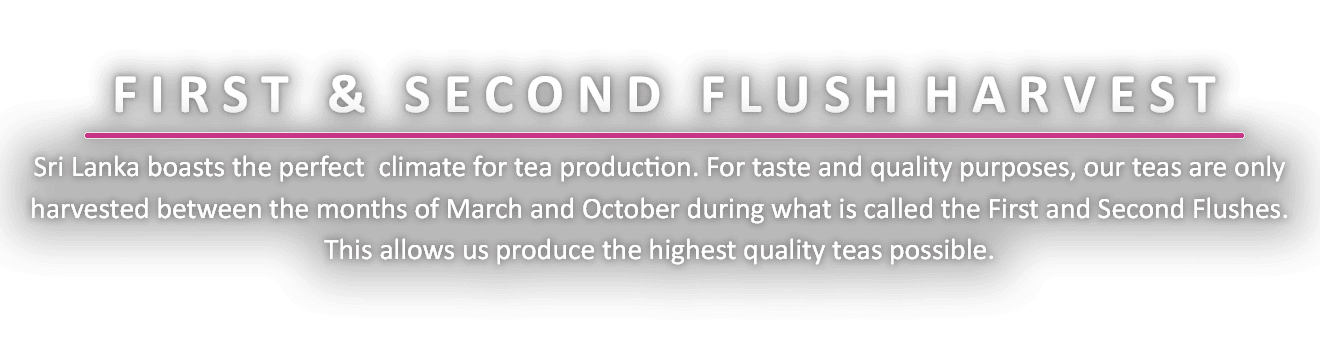 FIRST & SECOND FLUSH HARVEST
Sri Lanka boasts the perfect  climate for tea production. For taste and quality purposes, our teas are only
harvested between the months of March and October during what is called the First and Second Flushes.
This allows us produce the highest quality teas possible.